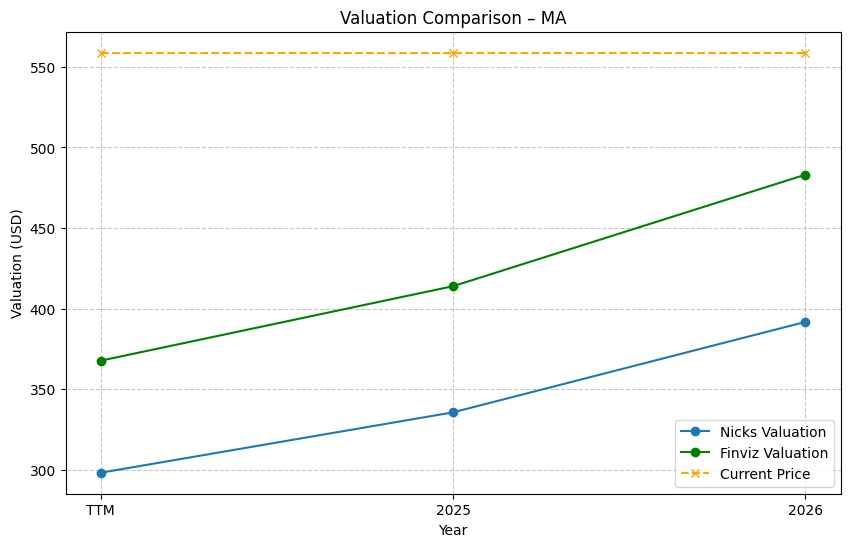 Valuation Comparison – MA
Valuation (USD)
550
500
450
400
350
300
TTM
2025
2026
Year
Nicks Valuation
Finviz Valuation
Current Price